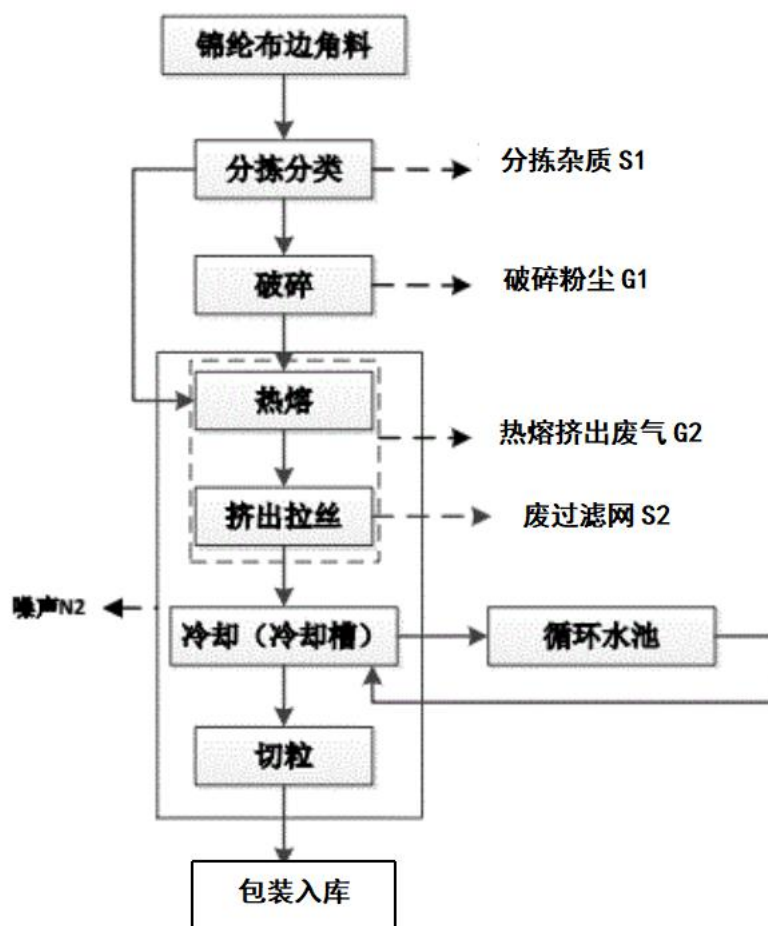 锦纶布边角料
分拣分类
分拣杂质 S1
破碎
破碎粉尘 G1
热熔
热熔挤出废气 G2
挤出拉丝
废过滤网 S2
噪声N2
冷却（冷却槽）
循环水池
切粒
包装入库